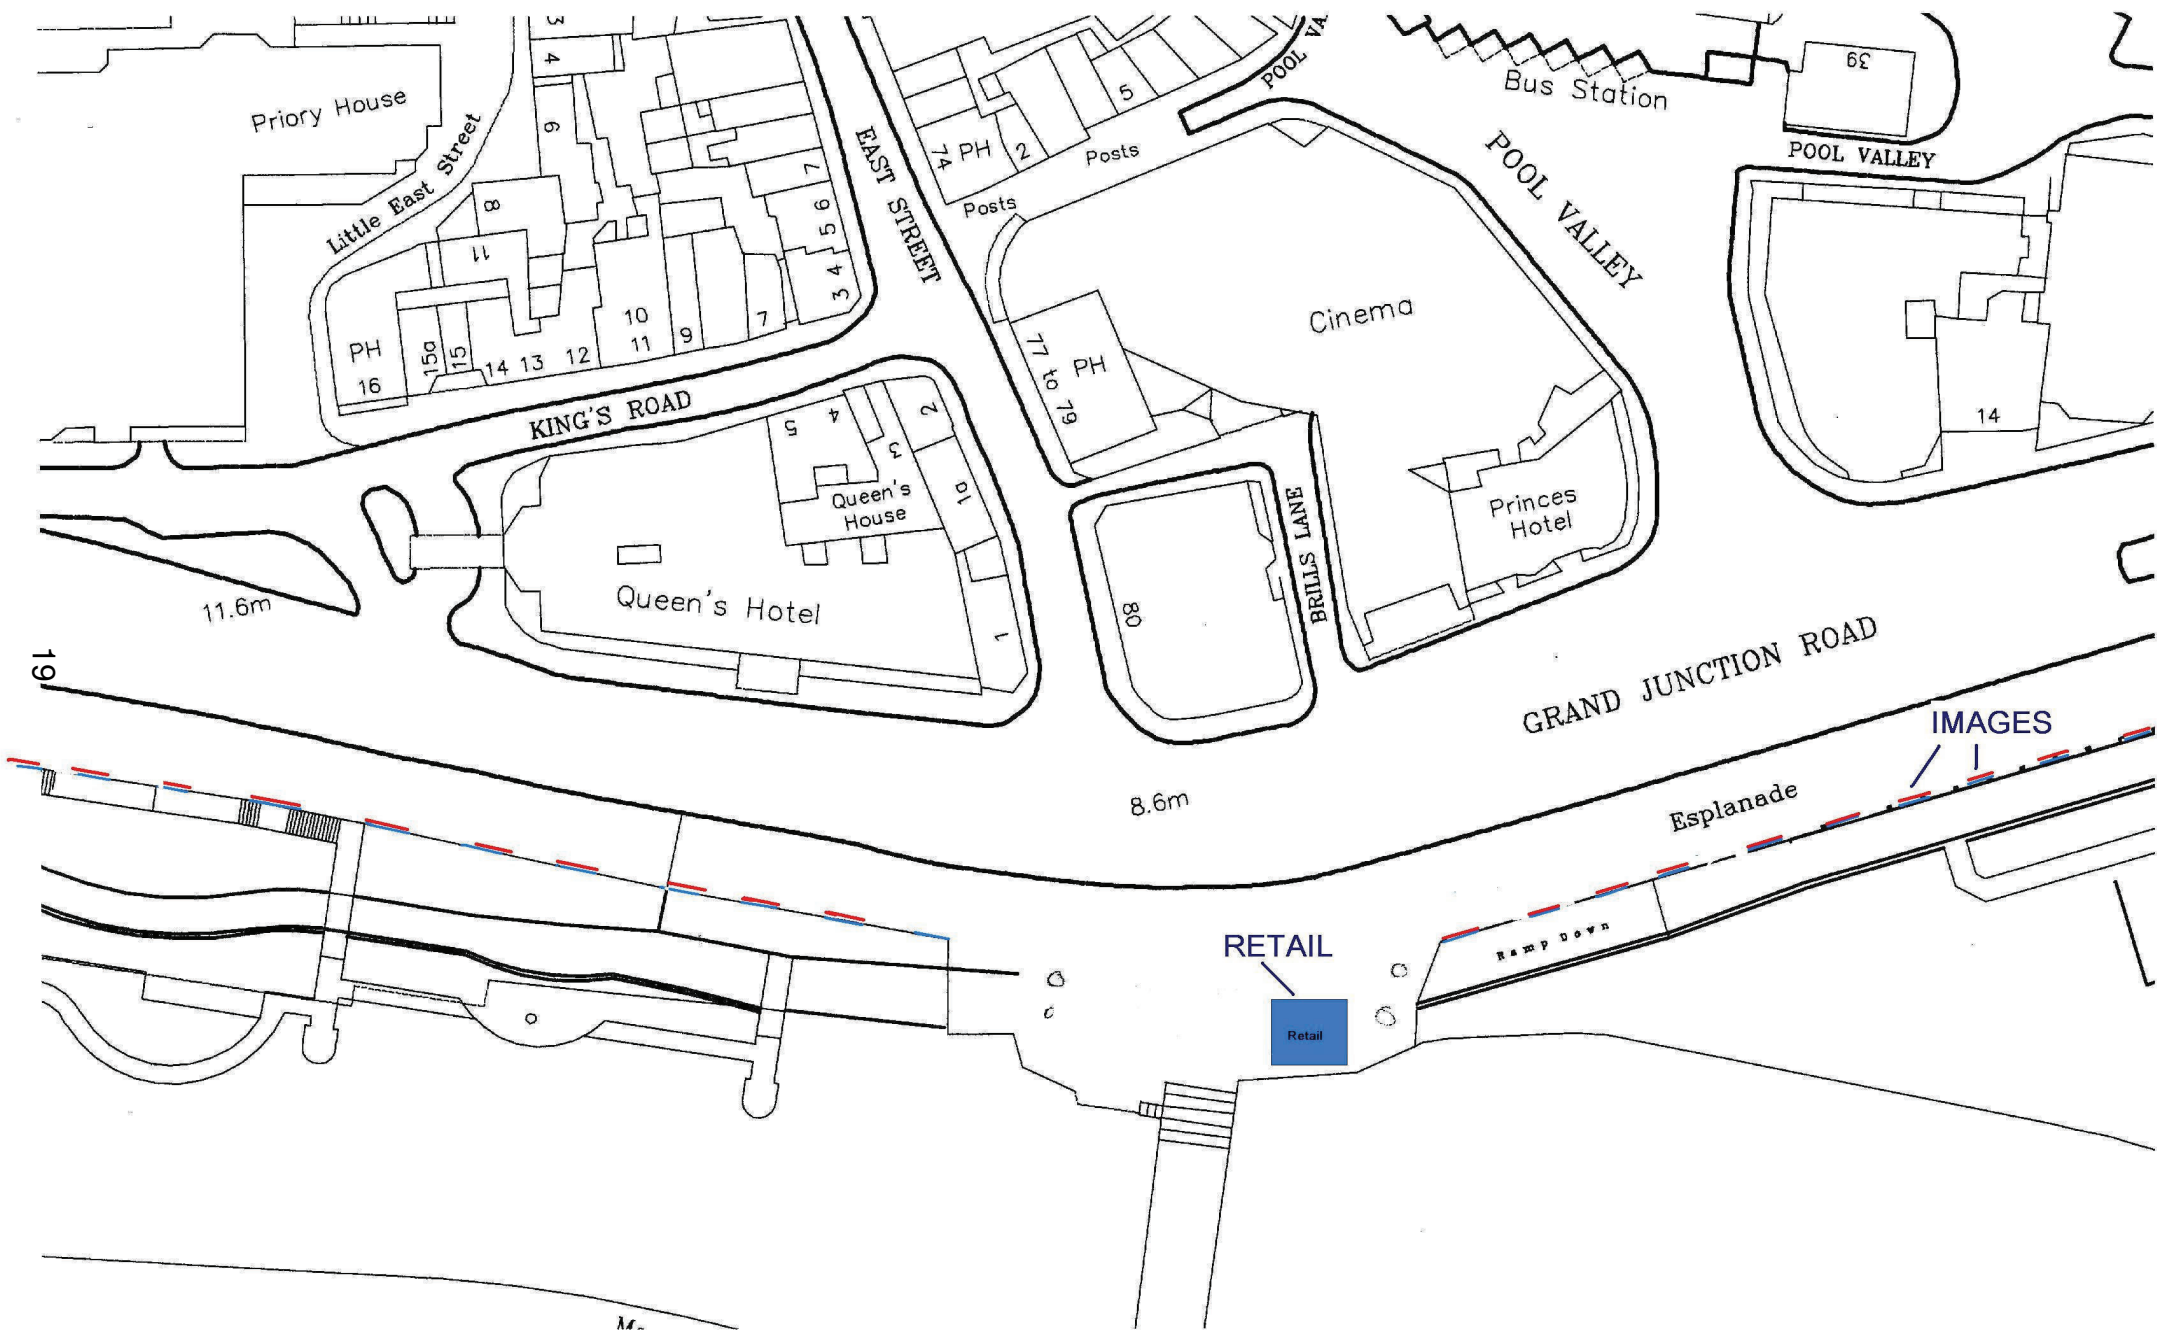 3
4
6
8
11
Priory House
Little East Street
PH
16
15a
15
14
13
12
10
11
9
7
7
5 6
3 4
EAST STREET
74
PH
2
5
Posts
Posts
POOL VA
Bus Station
39
POOL VALLEY
POOL VALLEY
Cinema
77 to 79
PH
14
KING'S ROAD
5
4
3
2
1a
1
Queen's
House
Queen's Hotel
80
BRILLS LANE
Princes
Hotel
11.6m
19
GRAND JUNCTION ROAD
IMAGES
8.6m
Esplanade
RETAIL
Ramp Down
Retail